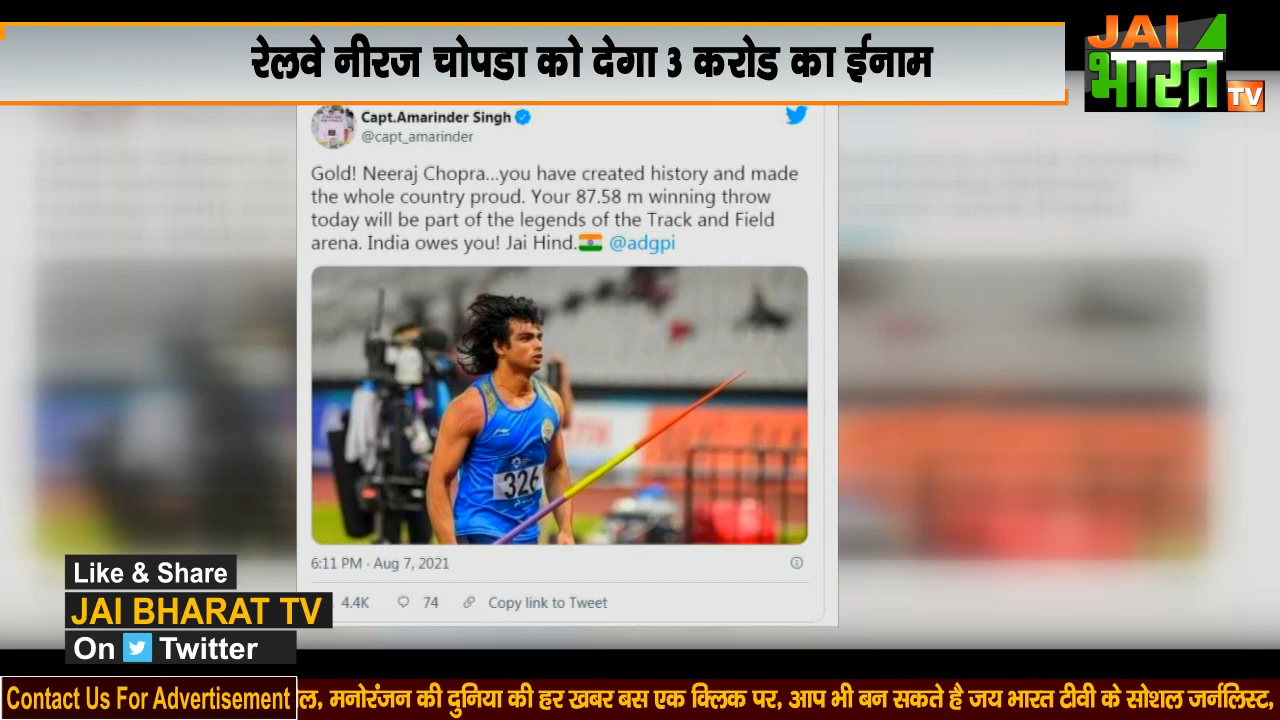 रेलवे नीरज चोपडा को देगा 3 करोड का ईनाम
JAI
भारत
TV
Capt.Amarinder Singh
@capt_amarinder
Gold! Neeraj Chopra...you have created history and made
the whole country proud. Your 87.58 m winning throw
today will be part of the legends of the Track and Field
arena. India owes you! Jai Hind. @adgpi
326
6:11 PM · Aug 7, 2021
4.4K 74 Copy link to Tweet
Like & Share
JAI BHARAT TV
On Twitter
Contact Us For Advertisement
ल, मनोरंजन की दुनिया की हर खबर बस एक क्लिक पर, आप भी बन सकते है जय भारत टीवी के सोशल जर्नलिस्ट,